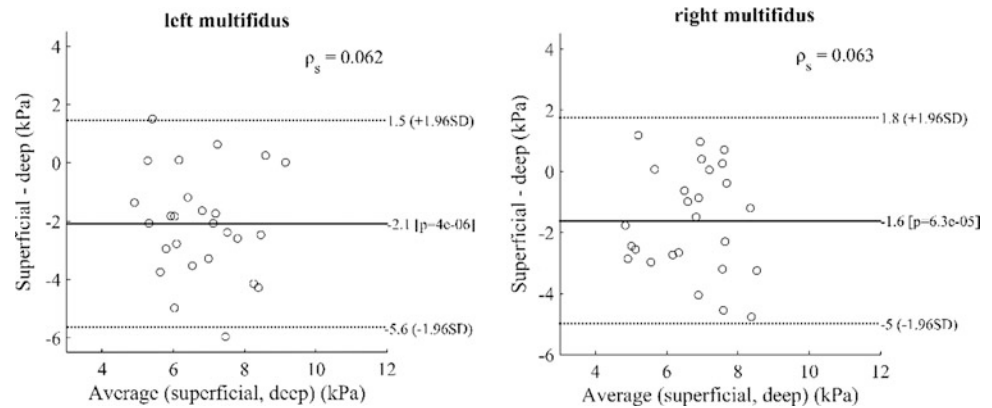 left multifidus
ρs = 0.062
Superficial - deep (kPa)
4
2
0
-2
-4
-6
1.5 (+1.96SD)
-2.1 [p=4e-06]
-5.6 (-1.96SD)
4
6
8
10
12
Average (superficial, deep) (kPa)
right multifidus
ρs = 0.063
Superficial - deep (kPa)
4
2
0
-2
-4
-6
1.8 (+1.96SD)
-1.6 [p=6.3e-05]
-5 (-1.96SD)
4
6
8
10
12
Average (superficial, deep) (kPa)